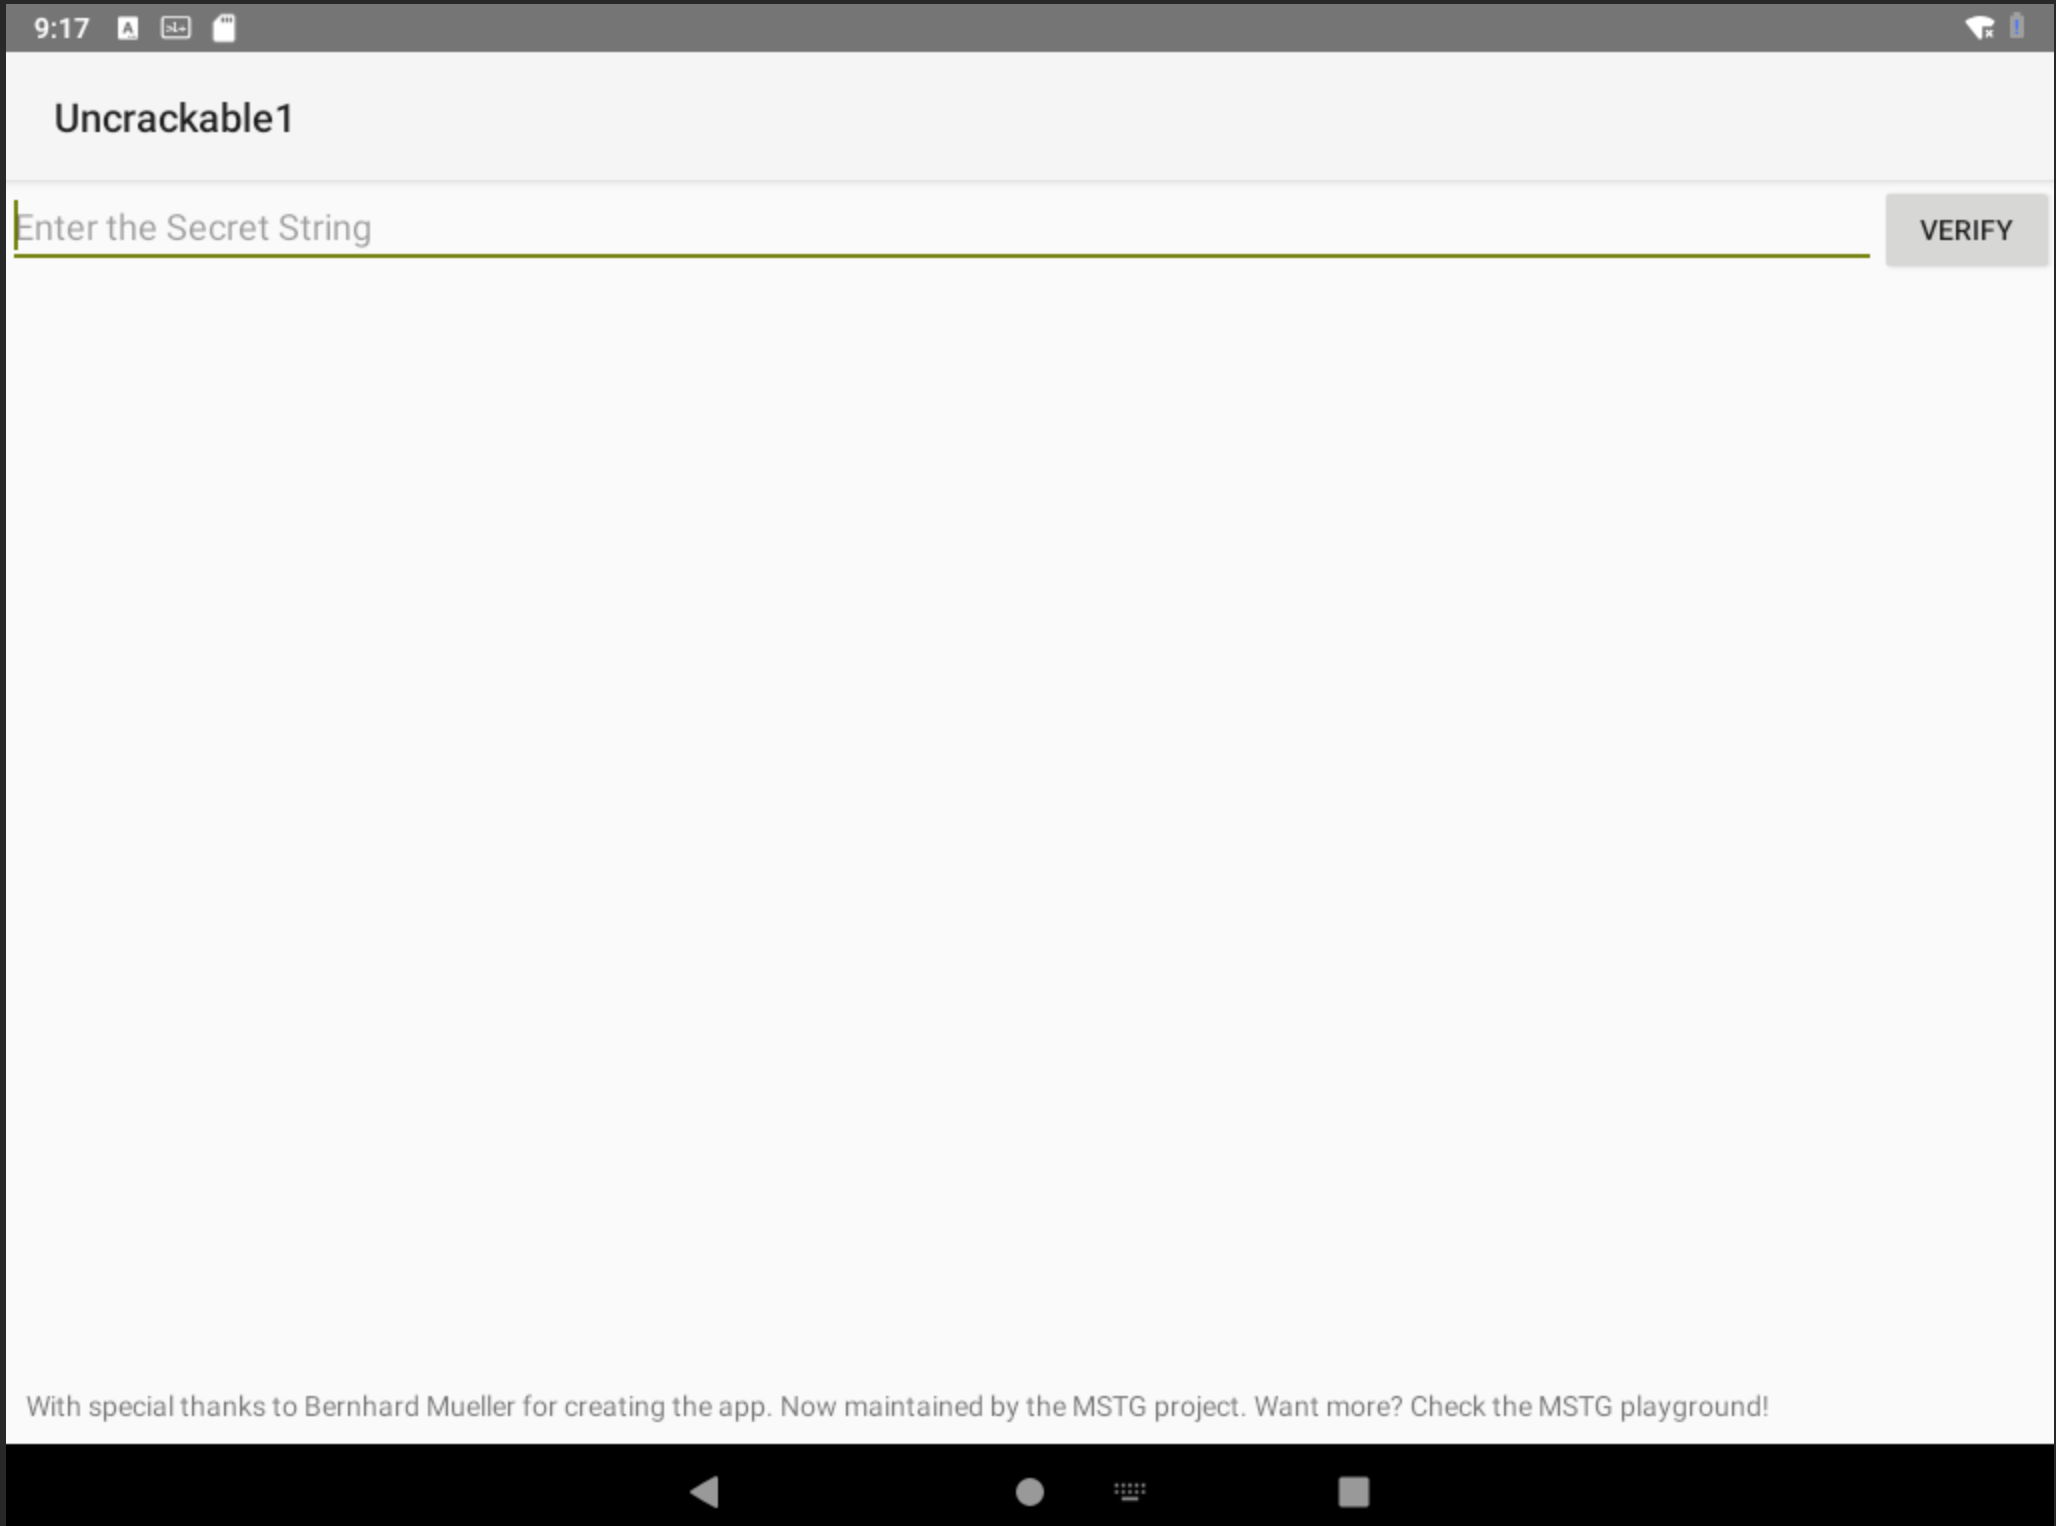 9:17
Uncrackable1
Enter the Secret String
VERIFY
With special thanks to Bernhard Mueller for creating the app. Now maintained by the MSTG project. Want more? Check the MSTG playground!